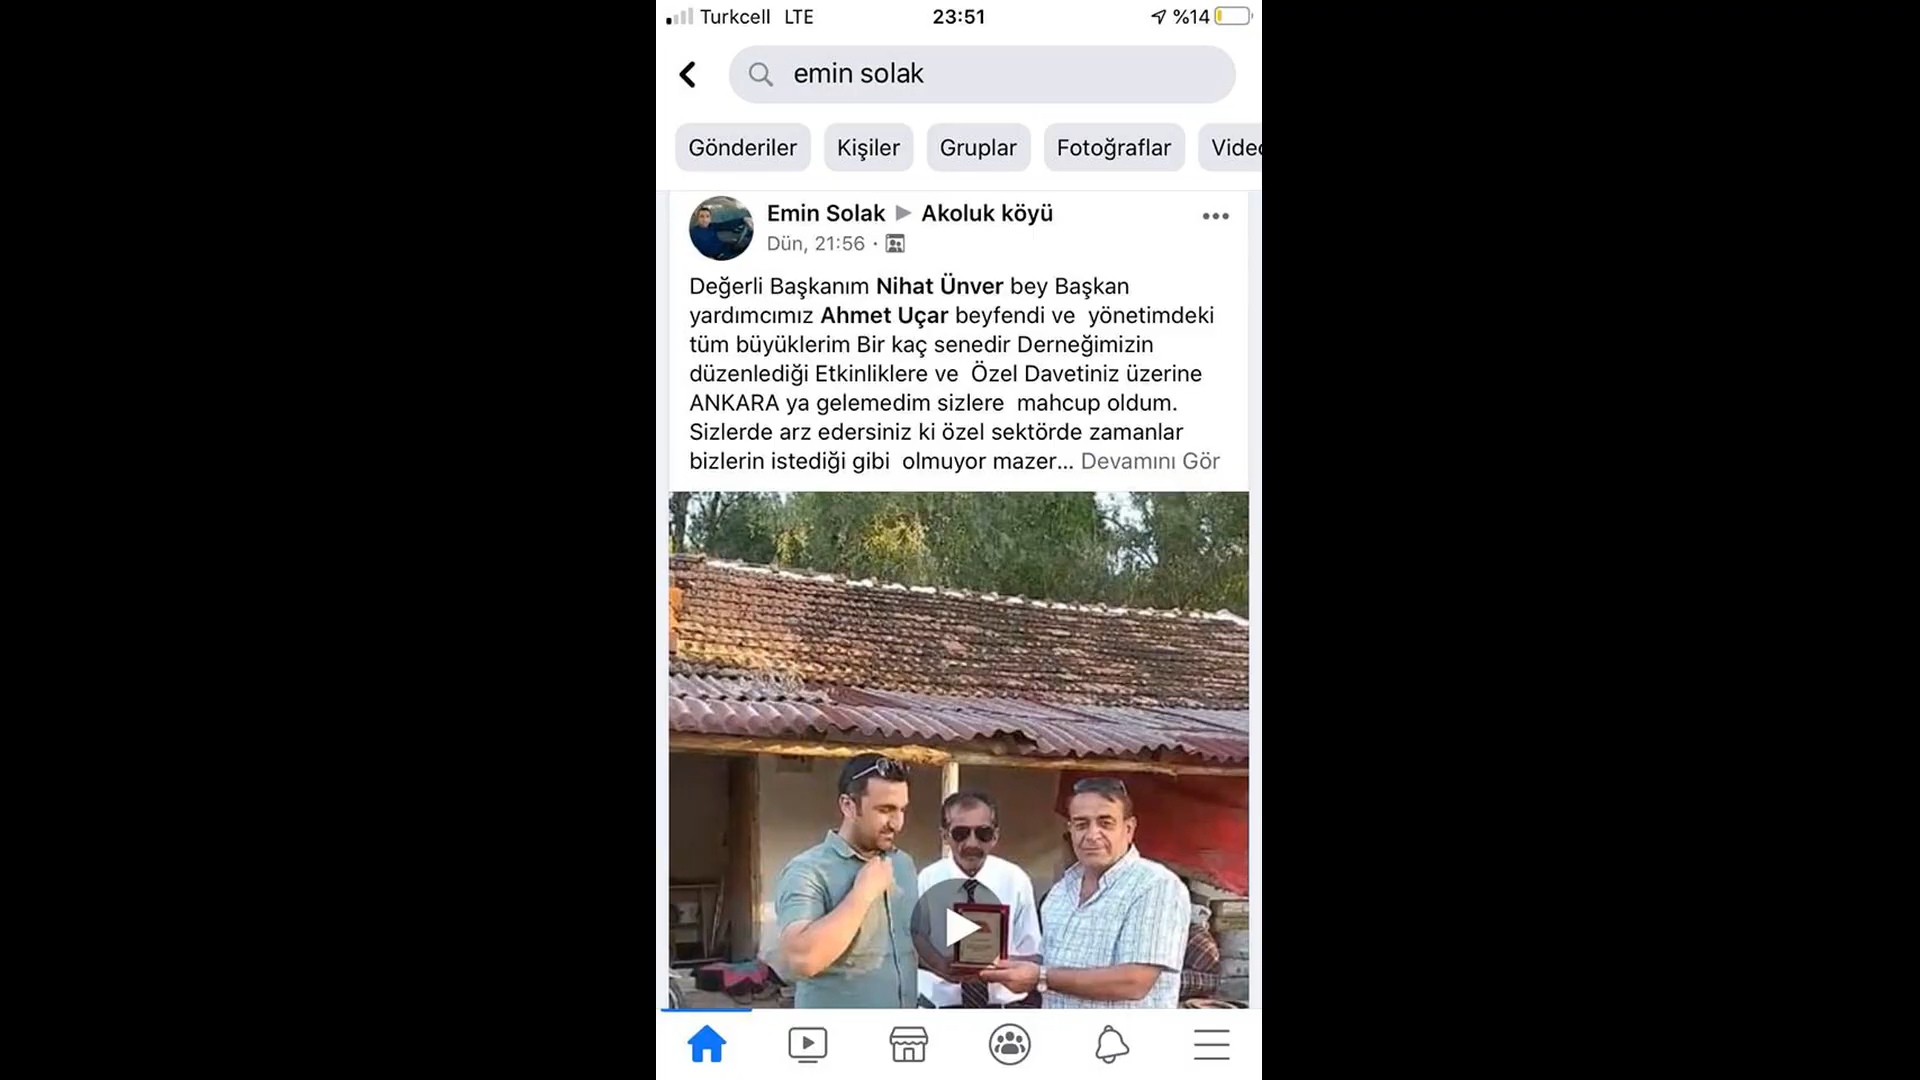 Turkcell LTE 23:51 %14
emin solak
Gönderiler Kişiler Gruplar Fotoğraflar Video
Emin Solak ▶ Akoluk köyü
Dün, 21:56 ·
Değerli Başkanım Nihat Ünver bey Başkan
yardımcımız Ahmet Uçar beyfendi ve yönetimdeki
tüm büyüklerim Bir kaç senedir Derneğimizin
düzenlediği Etkinliklere ve Özel Davetiniz üzerine
ANKARA ya gelemedim sizlere mahcup oldum.
Sizlerde arz edersiniz ki özel sektörde zamanlar
bizlerin istediği gibi olmuyor mazer... Devamını Gör